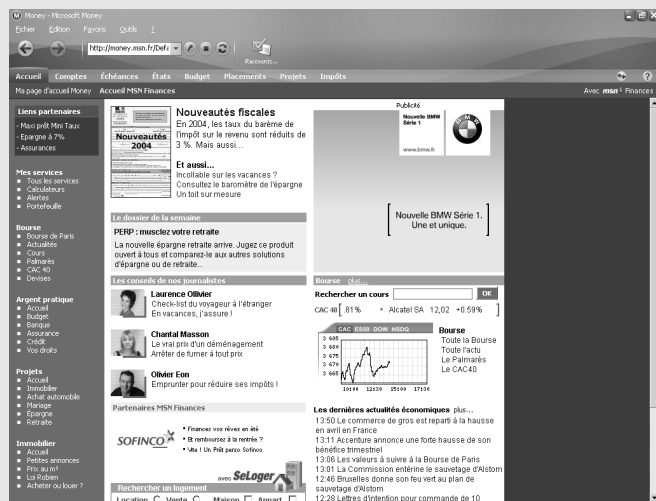 Money - Microsoft Money
Fichier Edition Favoris Outils ?
http://money.msn.fr/Defa
Raccourcis...
Accueil Comptes Échéances États Budget Placements Projets Impôts
Ma page d'accueil Money Accueil MSN Finances
Avec msn Finances
Liens partenaires
- Maxi prêt Mini Taux
- Epargne à 7%
- Assurances
Mes services
Tous les services
Calculateurs
Alertes
Portefeuille
Bourse
Bourse de Paris
Actualités
Cours
Palmarès
CAC 40
Devises
Argent pratique
Accueil
Budget
Banque
Assurance
Crédit
Vos droits
Projets
Accueil
Immobilier
Achat automobile
Mariage
Épargne
Retraite
Immobilier
Accueil
Petites annonces
Prix au m²
Loi Robien
Acheter ou louer ?
Nouveautés
2004
Nouveautés fiscales
En 2004, les taux du barème de
l'impôt sur le revenu sont réduits de
3 %. Mais aussi...
Et aussi...
Incollable sur les vacances ?
Consultez le baromètre de l'épargne
Un toit sur mesure
Le dossier de la semaine
PERP : musclez votre retraite
La nouvelle épargne retraite arrive. Jugez ce produit
ouvert à tous et comparez-le aux autres solutions
d'épargne ou de retraite...
Les conseils de nos journalistes
Laurence Ollivier
Check-list du voyageur à l'étranger
En vacances, j'assure !
Chantal Masson
Le vrai prix d'un déménagement
Arrêter de fumer à tout prix
Olivier Eon
Emprunter pour réduire ses impôts !
Partenaires MSN Finances
SOFINCO
Financez vos rêves en été
Et remboursez à la rentrée ?
Vite ! Un Prêt perso Sofinco
avec SeLoger
Rechercher un logement
Location Vente Maison Appart
Publicité
Nouvelle BMW
Série 1
www.bmw.fr
Nouvelle BMW Série 1.
Une et unique.
Bourse plus...
Rechercher un cours OK
CAC 40 .81% * Alcatel SA 12,02 +0.59%
CAC ES50 DOW NSDQ
3 685
3 680
3 675
3 670
3 665
10:00 12:30 15:00 17:30
Bourse
Toute la Bourse
Toute l'actu
Le Palmarès
Le CAC40
Les dernières actualités économiques plus...
13:50 Le commerce de gros est reparti à la hausse
en avril en France
13:11 Accenture annonce une forte hausse de son
bénéfice trimestriel
13:06 Les valeurs à suivre à la Bourse de Paris
13:01 La Commission entérine le sauvetage d'Alstom
12:46 Bruxelles donne son feu vert au plan de
sauvetage d'Alstom
12:28 Lettres d'intention pour commande de 10